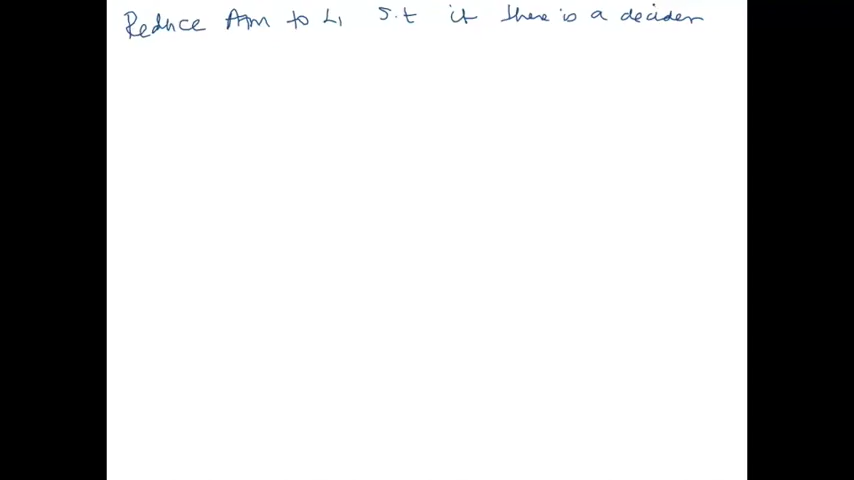 Reduce ATM to L1 s.t if there is a decider